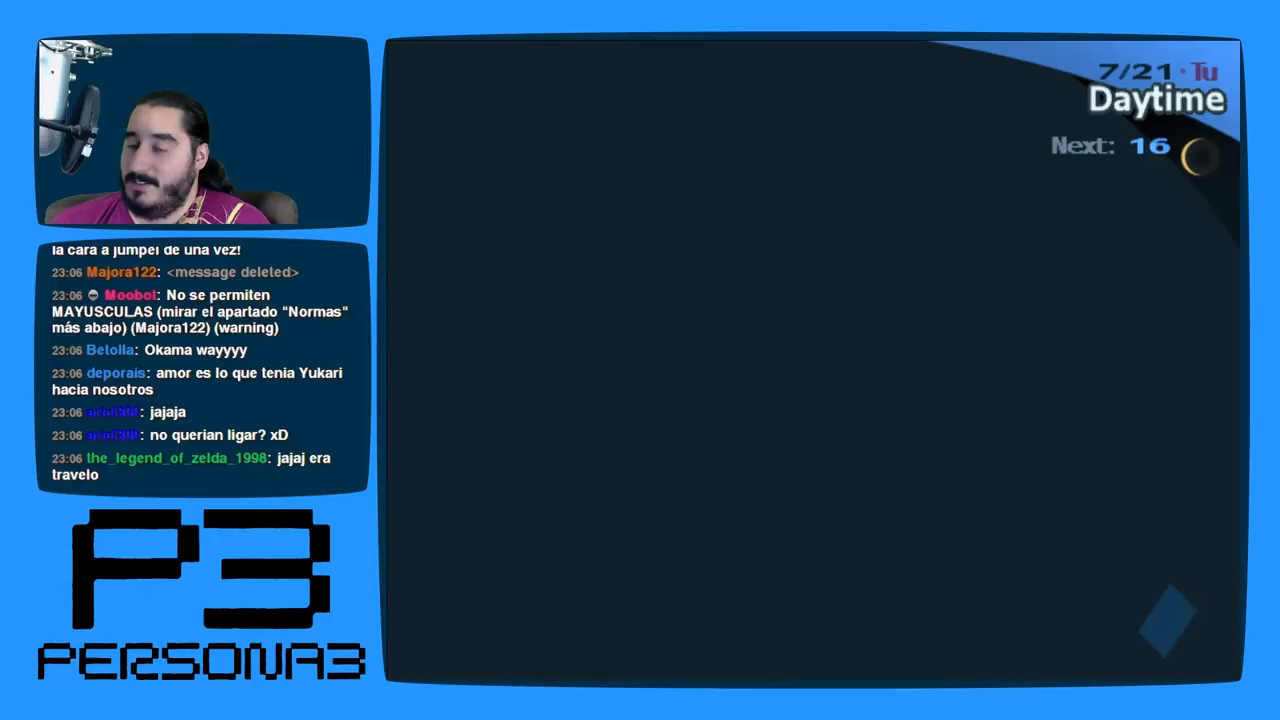 la cara a jumpei de una vez!
23:06 Majora122: <message deleted>
23:06 Moobot: No se permiten
MAYUSCULAS (mirar el apartado "Normas"
más abajo) (Majora122) (warning)
23:06 Betolla: Okama wayyyy
23:06 deporais: amor es lo que tenia Yukari
hacia nosotros
23:06 : jajaja
23:06 : no querian ligar? xD
23:06 the_legend_of_zelda_1998: jajaj era
travelo
P3
PERSONA3
7/21·Tu
Daytime
Next: 16